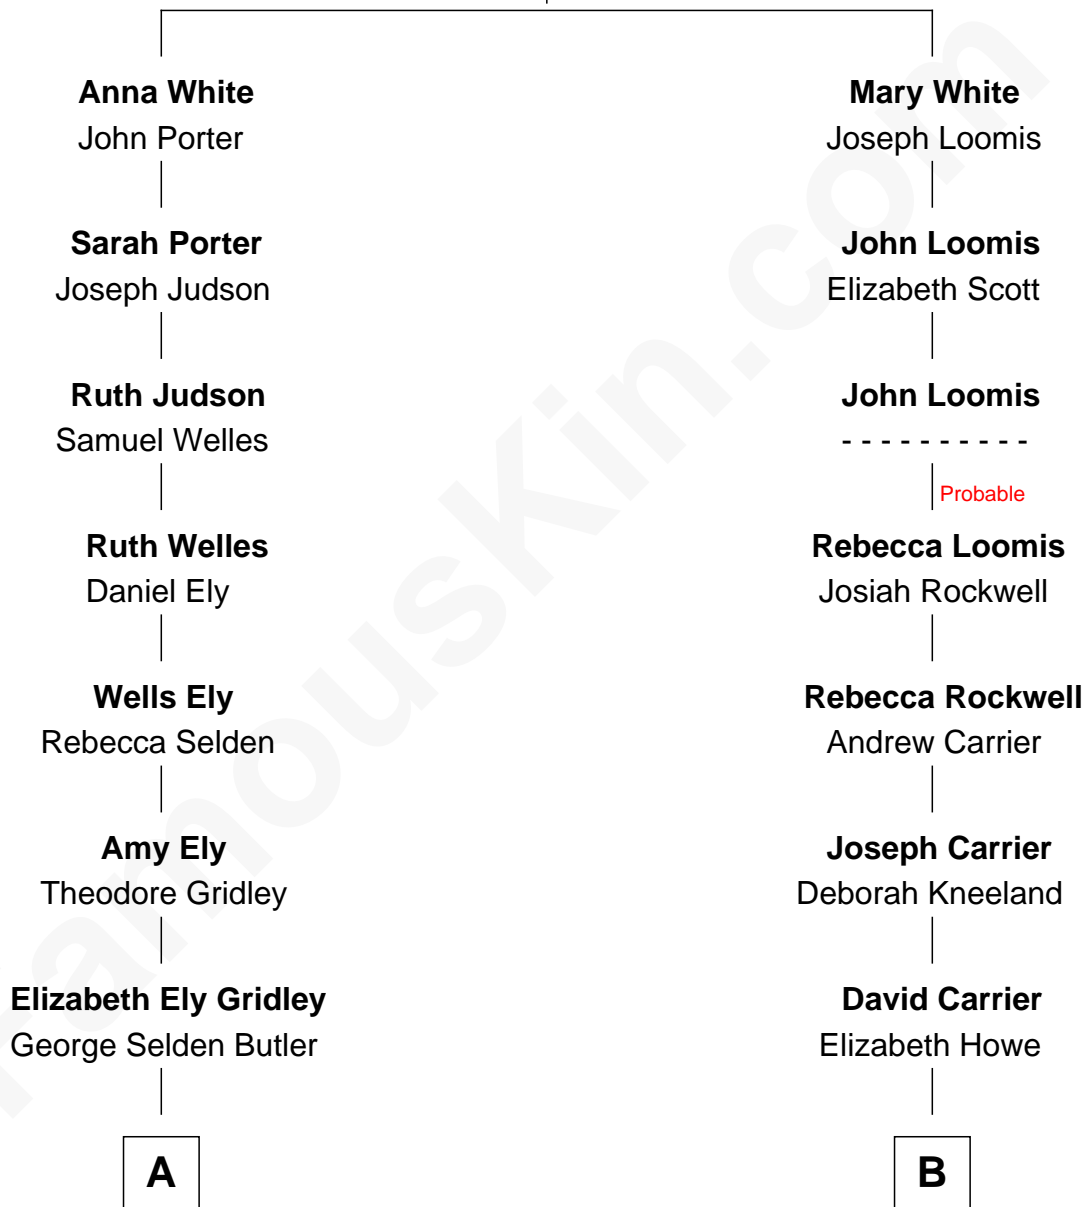 Anna White
John Porter
Sarah Porter
Joseph Judson
Ruth Judson
Samuel Welles
Ruth Welles
Daniel Ely
Wells Ely
Rebecca Selden
Amy Ely
Theodore Gridley
Elizabeth Ely Gridley
George Selden Butler
A
Mary White
Joseph Loomis
John Loomis
Elizabeth Scott
John Loomis
- - - - - - - - - -
Probable
Rebecca Loomis
Josiah Rockwell
Rebecca Rockwell
Andrew Carrier
Joseph Carrier
Deborah Kneeland
David Carrier
Elizabeth Howe
B
FamousKin.com